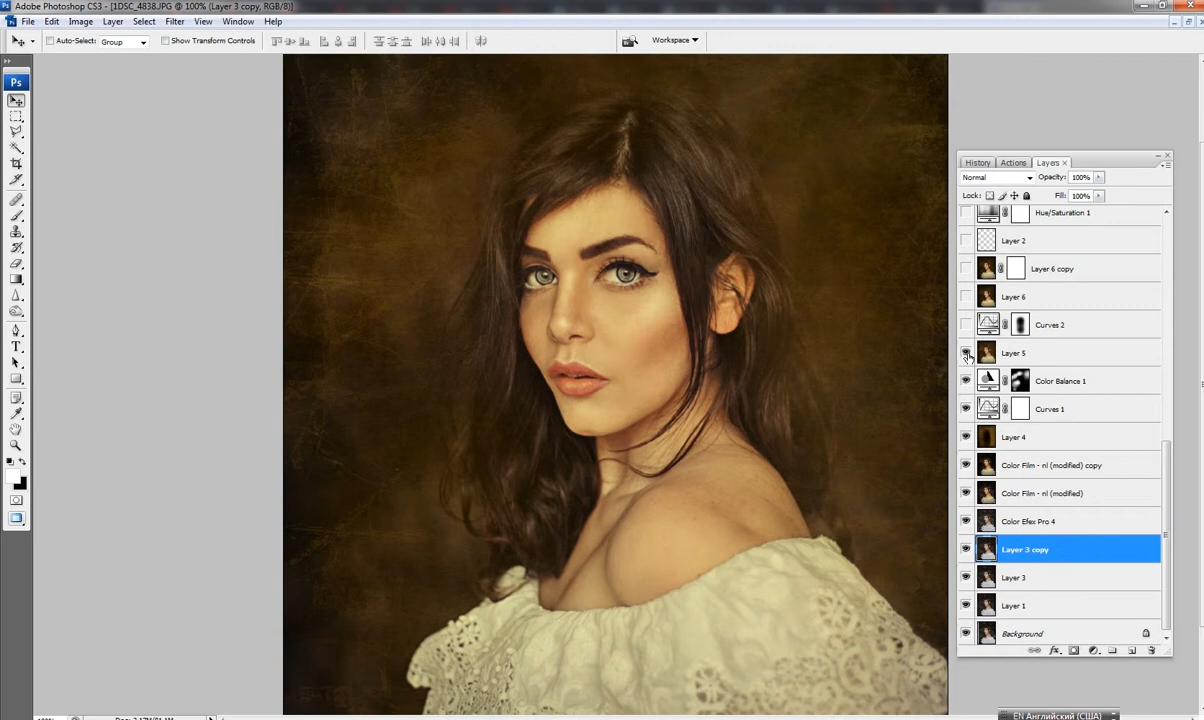 Adobe Photoshop CS3 - [1DSC_4838.JPG @ 100% (Layer 3 copy, RGB/8)]
File Edit Image Layer Select Filter View Window Help
Auto-Select: Group Show Transform Controls Workspace
Ps
History Actions Layers
Normal Opacity: 100%
Lock: Fill: 100%
Hue/Saturation 1
Layer 2
Layer 6 copy
Layer 6
Curves 2
Layer 5
Color Balance 1
Curves 1
Layer 4
Color Film - nl (modified) copy
Color Film - nl (modified)
Color Efex Pro 4
Layer 3 copy
Layer 3
Layer 1
Background
EN Английский (США)